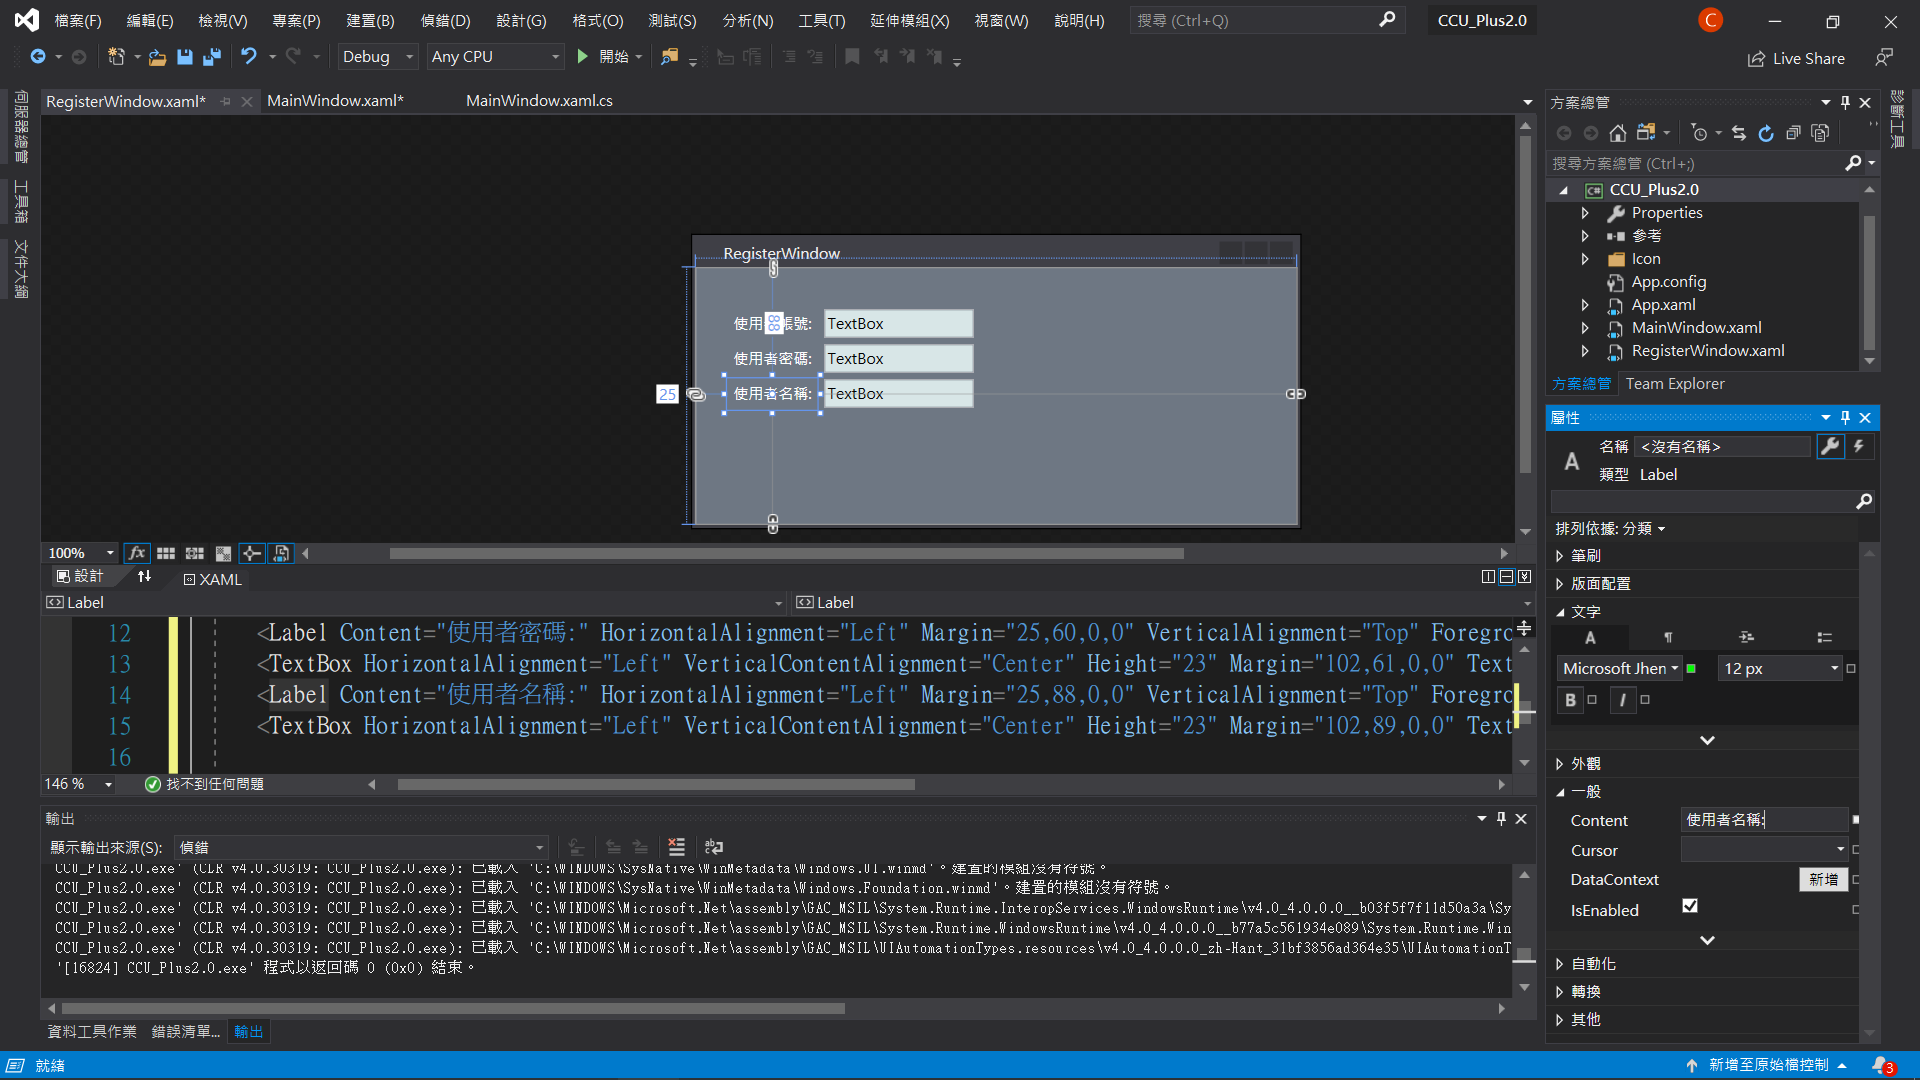 檔案(F) 編輯(E) 檢視(V) 專案(P) 建置(B) 偵錯(D) 設計(G) 格式(O) 測試(S) 分析(N) 工具(T) 延伸模組(X) 視窗(W) 說明(H) 搜尋 (Ctrl+Q) CCU_Plus2.0 C
Debug Any CPU 開始 Live Share
伺服器總管
工具箱
文件大綱
RegisterWindow.xaml* MainWindow.xaml* MainWindow.xaml.cs
RegisterWindow
使用 帳號: TextBox
88
使用者密碼: TextBox
25 使用者名稱: TextBox
100% fx
設計 XAML
Label Label
12 <Label Content="使用者密碼:" HorizontalAlignment="Left" Margin="25,60,0,0" VerticalAlignment="Top" Foregro
13 <TextBox HorizontalAlignment="Left" VerticalContentAlignment="Center" Height="23" Margin="102,61,0,0" Text
14 <Label Content="使用者名稱:" HorizontalAlignment="Left" Margin="25,88,0,0" VerticalAlignment="Top" Foregro
15 <TextBox HorizontalAlignment="Left" VerticalContentAlignment="Center" Height="23" Margin="102,89,0,0" Text
16
146 % 找不到任何問題
輸出
顯示輸出來源(S): 偵錯
CCU_Plus2.0.exe' (CLR v4.0.30319: CCU_Plus2.0.exe): 已載入 'C:\WINDOWS\SysNative\WinMetadata\Windows.UI.winmd'。建置的模組沒有符號。
CCU_Plus2.0.exe' (CLR v4.0.30319: CCU_Plus2.0.exe): 已載入 'C:\WINDOWS\SysNative\WinMetadata\Windows.Foundation.winmd'。建置的模組沒有符號。
CCU_Plus2.0.exe' (CLR v4.0.30319: CCU_Plus2.0.exe): 已載入 'C:\WINDOWS\Microsoft.Net\assembly\GAC_MSIL\System.Runtime.InteropServices.WindowsRuntime\v4.0_4.0.0.0__b03f5f7f11d50a3a\Sy
CCU_Plus2.0.exe' (CLR v4.0.30319: CCU_Plus2.0.exe): 已載入 'C:\WINDOWS\Microsoft.Net\assembly\GAC_MSIL\System.Runtime.WindowsRuntime\v4.0_4.0.0.0__b77a5c561934e089\System.Runtime.Win
CCU_Plus2.0.exe' (CLR v4.0.30319: CCU_Plus2.0.exe): 已載入 'C:\WINDOWS\Microsoft.Net\assembly\GAC_MSIL\UIAutomationTypes.resources\v4.0_4.0.0.0_zh-Hant_31bf3856ad364e35\UIAutomationT
'[16824] CCU_Plus2.0.exe' 程式以返回碼 0 (0x0) 結束。
資料工具作業 錯誤清單... 輸出
方案總管
搜尋方案總管 (Ctrl+;)
C# CCU_Plus2.0
Properties
參考
Icon
App.config
App.xaml
MainWindow.xaml
RegisterWindow.xaml
方案總管 Team Explorer
屬性
名稱 <沒有名稱>
類型 Label
排列依據: 分類
筆刷
版面配置
文字
A ¶
Microsoft Jhen 12 px
B I
外觀
一般
Content 使用者名稱:
Cursor
DataContext 新增
IsEnabled
自動化
轉換
其他
診斷工具
就緒 新增至原始檔控制 3